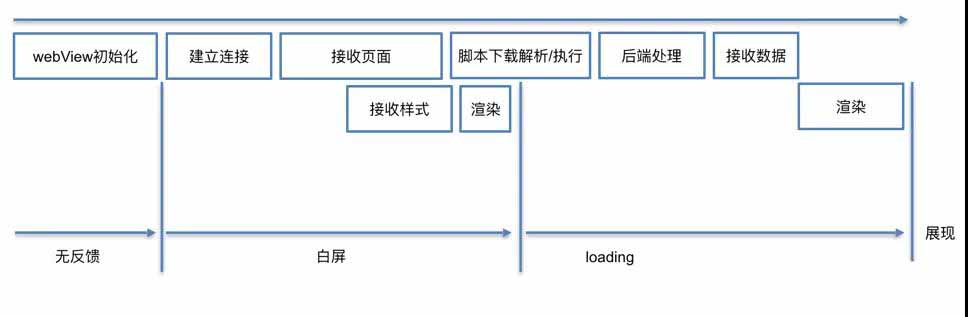 webView初始化
建立连接
接收页面
脚本下载解析/执行
后端处理
接收数据
接收样式
渲染
渲染
无反馈
白屏
loading
展现